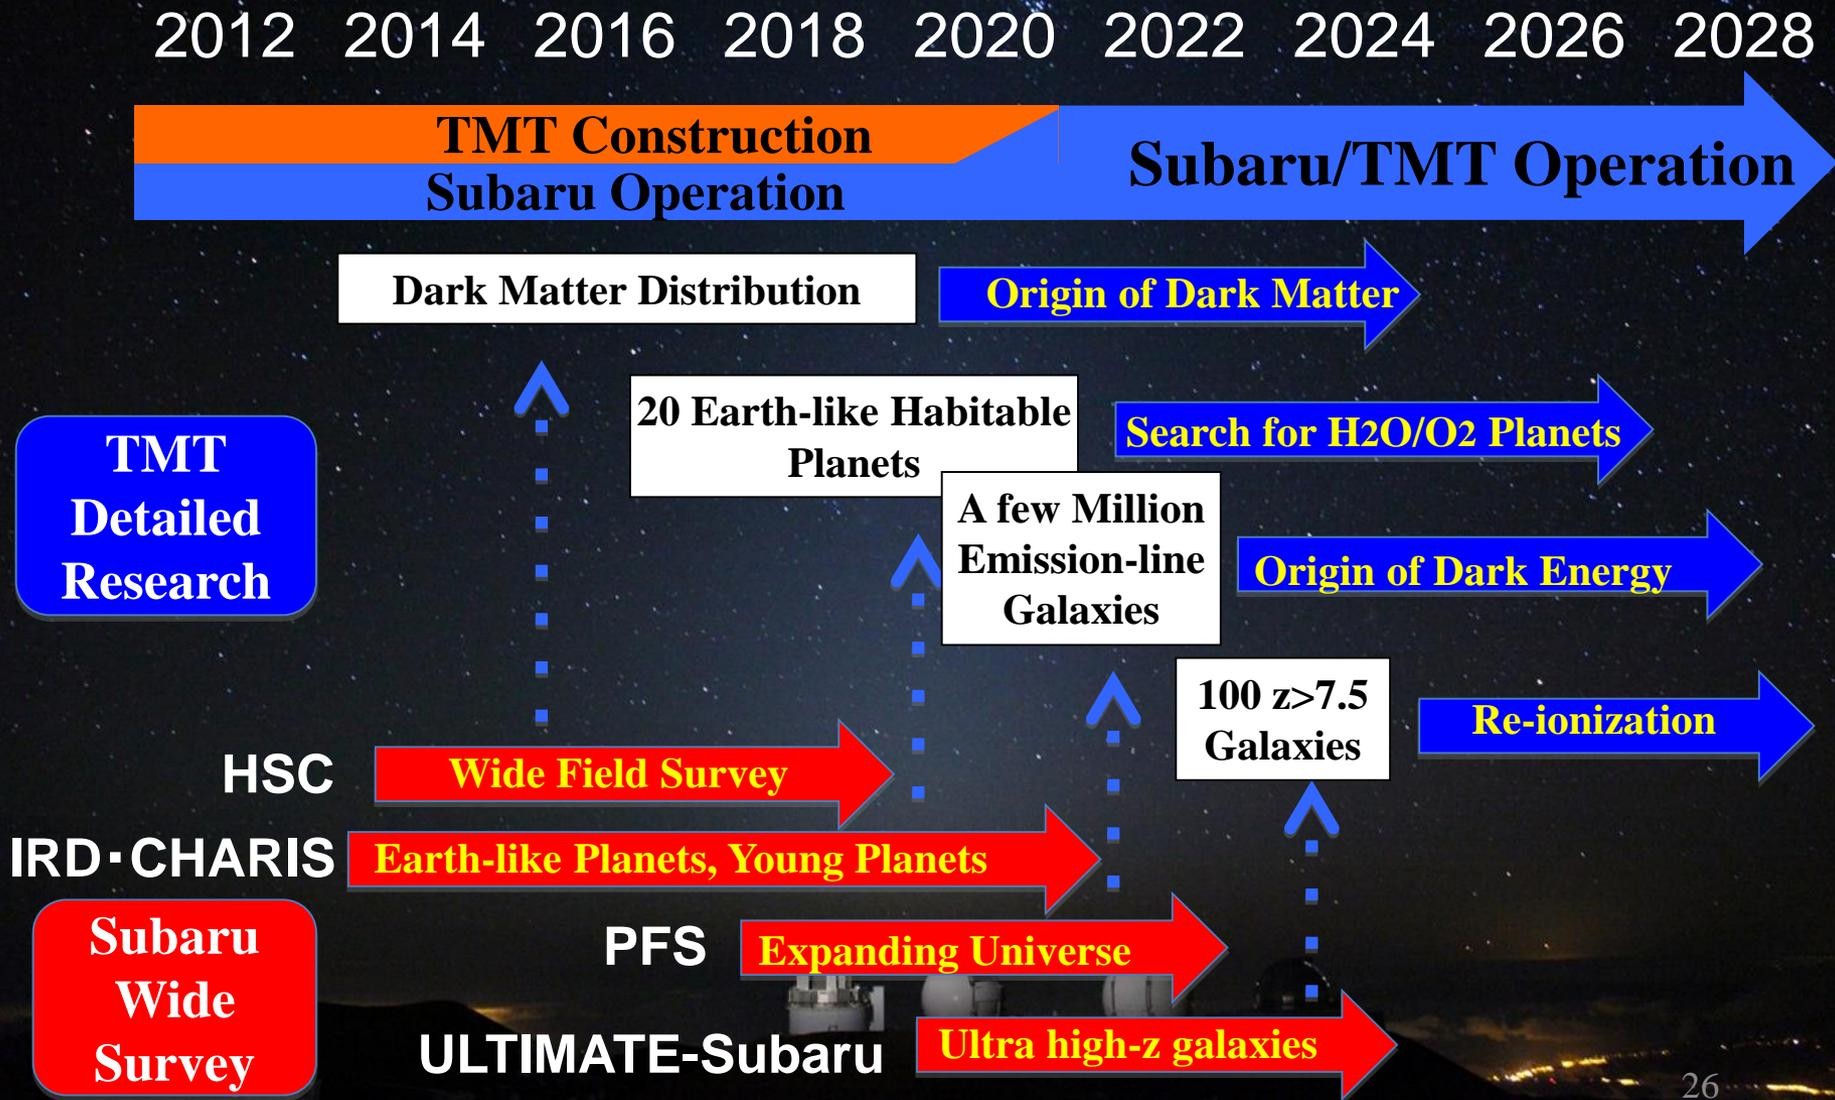 2012 2014 2016 2018 2020 2022 2024 2026 2028
TMT Construction
Subaru Operation
Subaru/TMT Operation
Dark Matter Distribution
Origin of Dark Matter
20 Earth-like Habitable
Planets
Search for H2O/O2 Planets
TMT
Detailed
Research
A few Million
Emission-line
Galaxies
Origin of Dark Energy
100 z>7.5
Galaxies
Re-ionization
HSC
Wide Field Survey
IRD·CHARIS
Earth-like Planets, Young Planets
Subaru
Wide
Survey
PFS
Expanding Universe
ULTIMATE-Subaru
Ultra high-z galaxies
26